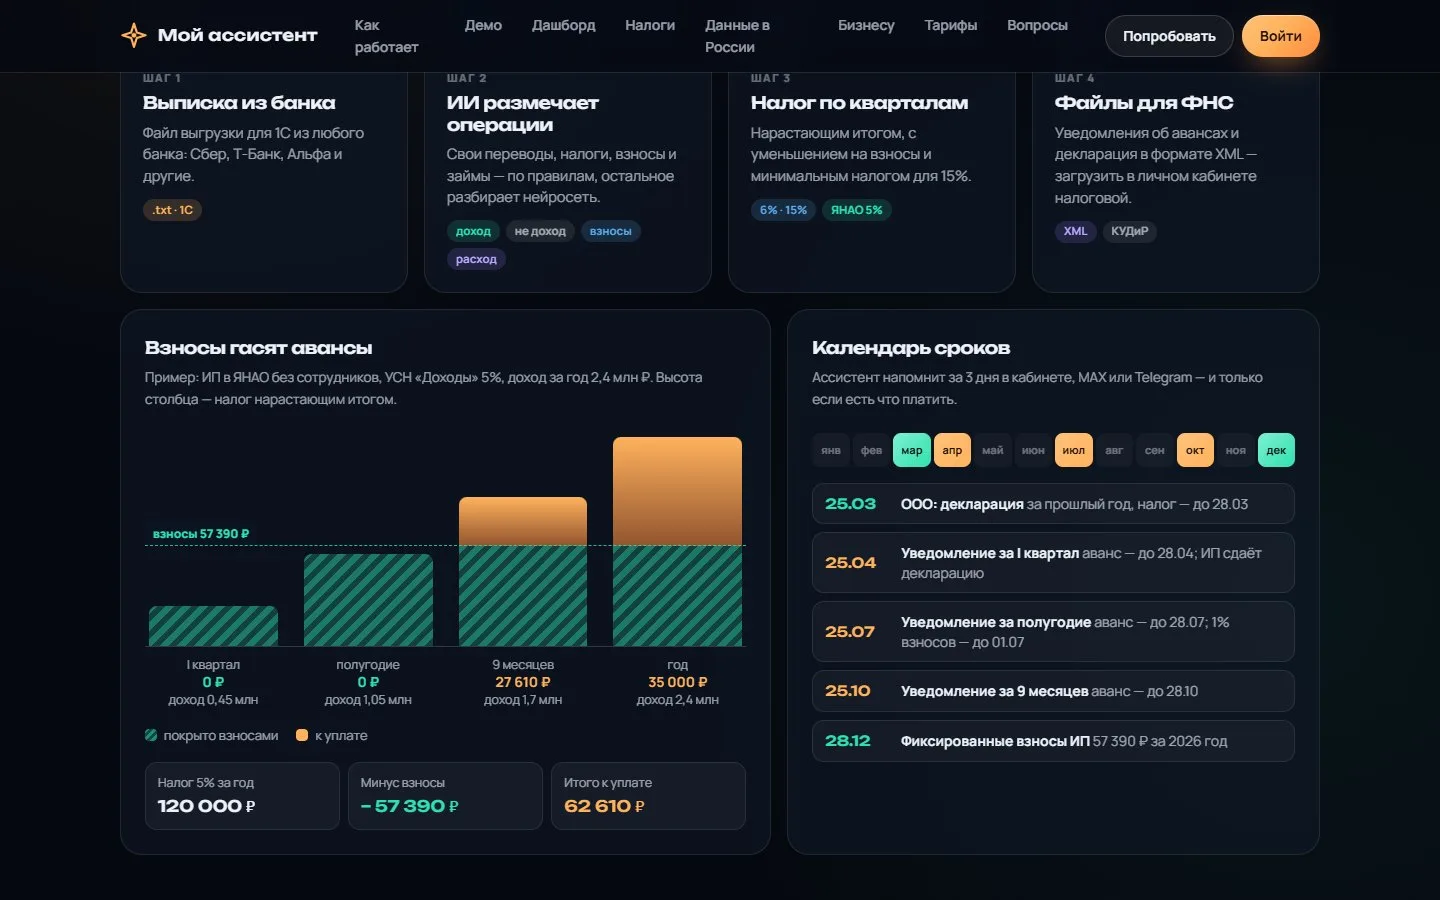 Мой ассистент
Как работает
Демо
Дашборд
Налоги
Данные в России
Бизнесу
Тарифы
Вопросы
Попробовать
Войти
ШАГ 1
Выписка из банка
Файл выгрузки для 1С из любого
банка: Сбер, Т-Банк, Альфа и
другие.
.txt · 1С
ШАГ 2
ИИ размечает
операции
Свои переводы, налоги, взносы и
займы — по правилам, остальное
разбирает нейросеть.
доход
не доход
взносы
расход
ШАГ 3
Налог по кварталам
Нарастающим итогом, с
уменьшением на взносы и
минимальным налогом для 15%.
6% · 15%
ЯНАО 5%
ШАГ 4
Файлы для ФНС
Уведомления об авансах и
декларация в формате XML —
загрузить в личном кабинете
налоговой.
XML
КУДиР
Взносы гасят авансы
Пример: ИП в ЯНАО без сотрудников, УСН «Доходы» 5%, доход за год 2,4 млн ₽. Высота
столбца — налог нарастающим итогом.
взносы 57 390 ₽
I квартал
0 ₽
доход 0,45 млн
полугодие
0 ₽
доход 1,05 млн
9 месяцев
27 610 ₽
доход 1,7 млн
год
35 000 ₽
доход 2,4 млн
покрыто взносами
к уплате
Налог 5% за год
120 000 ₽
Минус взносы
− 57 390 ₽
Итого к уплате
62 610 ₽
Календарь сроков
Ассистент напомнит за 3 дня в кабинете, MAX или Telegram — и только
если есть что платить.
янв
фев
мар
апр
май
июн
июл
авг
сен
окт
ноя
дек
25.03
ООО: декларация за прошлый год, налог — до 28.03
25.04
Уведомление за I квартал аванс — до 28.04; ИП сдаёт
декларацию
25.07
Уведомление за полугодие аванс — до 28.07; 1%
взносов — до 01.07
25.10
Уведомление за 9 месяцев аванс — до 28.10
28.12
Фиксированные взносы ИП 57 390 ₽ за 2026 год